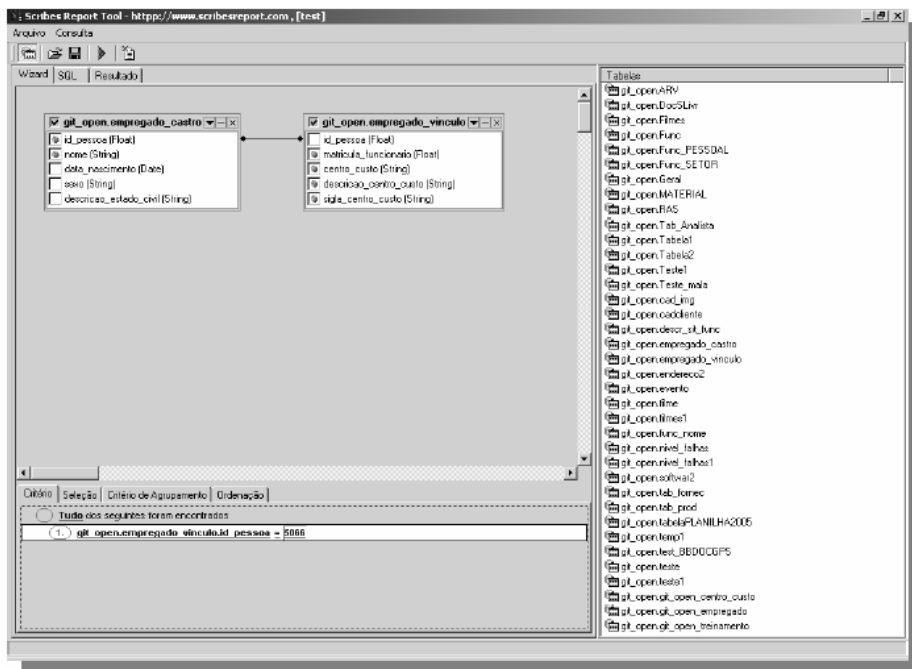 Scribes Report Tool - httpp://www.scribesreport.com , [test]
Arquivo Consulta
Wizard SQL Resultado
git_open.empregado_castro
id_pessoa (Float)
nome (String)
data_nascimento (Date)
sexo (String)
descricao_estado_civil (String)
git_open.empregado_vinculo
id_pessoa (Float)
matricula_funcionario (Float)
centro_custo (String)
descricao_centro_custo (String)
sigla_centro_custo (String)
Critério Seleção Critério de Agrupamento Ordenação
Tudo dos seguintes foram encontrados
1. git_open.empregado_vinculo.id_pessoa = 5066
Tabelas
git_open.ARV
git_open.DocSLivr
git_open.Filmes
git_open.Func
git_open.Func_PESSOAL
git_open.Func_SETOR
git_open.Geral
git_open.MATERIAL
git_open.RAS
git_open.Tab_Analista
git_open.Tabela1
git_open.Tabela2
git_open.Teste1
git_open.Teste_mala
git_open.cad_img
git_open.cadcliente
git_open.descr_sit_func
git_open.empregado_castro
git_open.empregado_vinculo
git_open.endereco2
git_open.evento
git_open.filme
git_open.filmes1
git_open.func_nome
git_open.nivel_falhas
git_open.nivel_falhas1
git_open.softwar2
git_open.tab_fornec
git_open.tab_prod
git_open.tabelaPLANILHA2005
git_open.temp1
git_open.test_BBDOCGPS
git_open.teste
git_open.teste1
git_open.git_open_centro_custo
git_open.git_open_empregado
git_open.git_open_treinamento